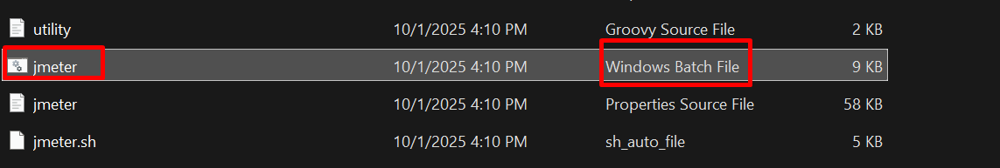 utility 10/1/2025 4:10 PM Groovy Source File 2 KB
jmeter 10/1/2025 4:10 PM Windows Batch File 9 KB
jmeter 10/1/2025 4:10 PM Properties Source File 58 KB
jmeter.sh 10/1/2025 4:10 PM sh_auto_file 5 KB